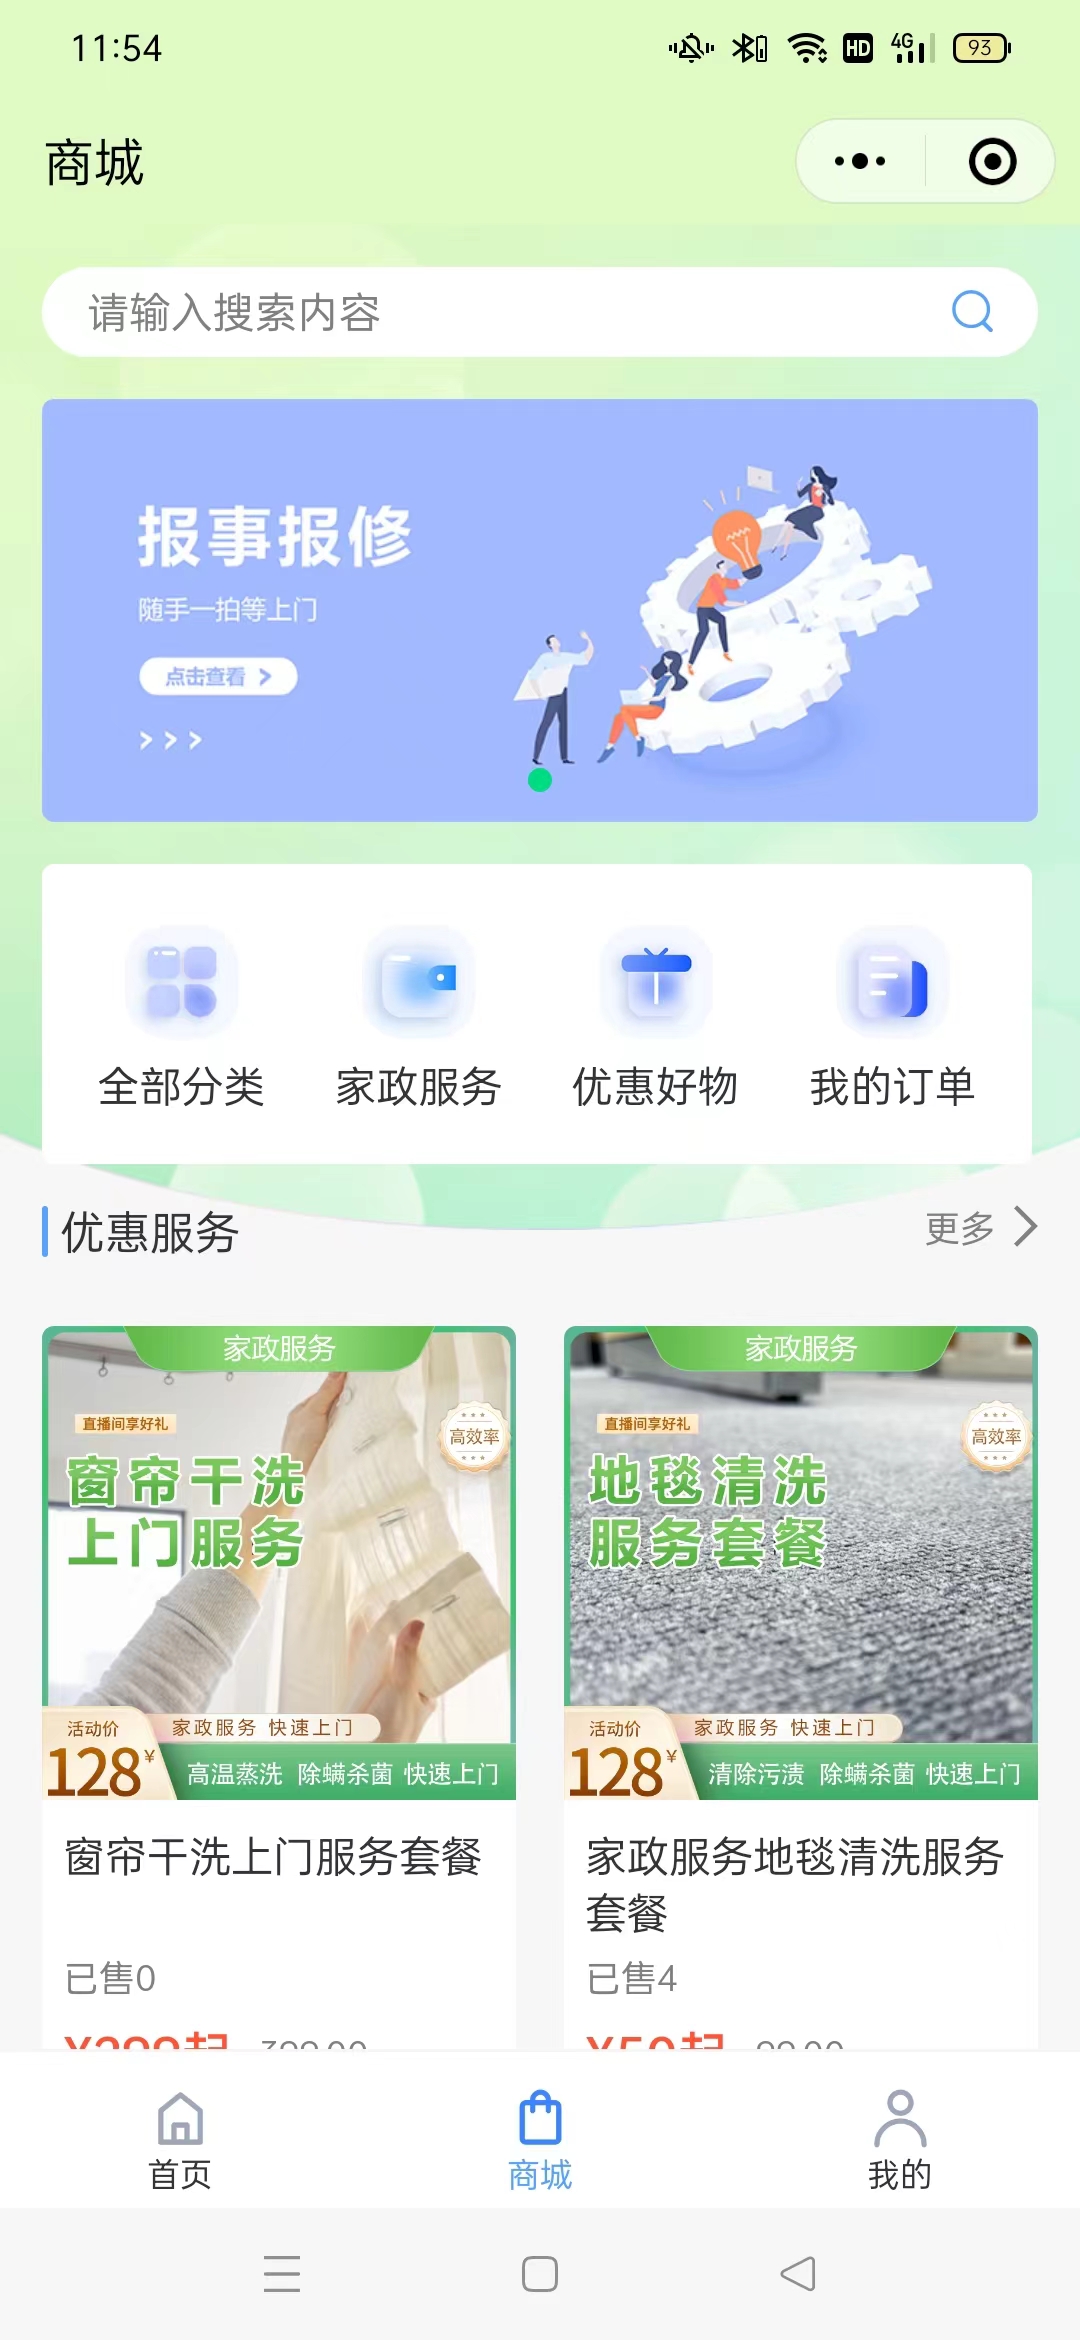 11:54
HD 4G 93
商城
请输入搜索内容
报事报修
随手一拍等上门
点击查看 >
> > >
全部分类 家政服务 优惠好物 我的订单
优惠服务 更多
家政服务
直播间享好礼
高效率
窗帘干洗
上门服务
活动价 家政服务 快速上门
128¥ 高温蒸洗 除螨杀菌 快速上门
窗帘干洗上门服务套餐
已售0
家政服务
直播间享好礼
高效率
地毯清洗
服务套餐
活动价 家政服务 快速上门
128¥ 清除污渍 除螨杀菌 快速上门
家政服务地毯清洗服务
套餐
已售4
首页 商城 我的